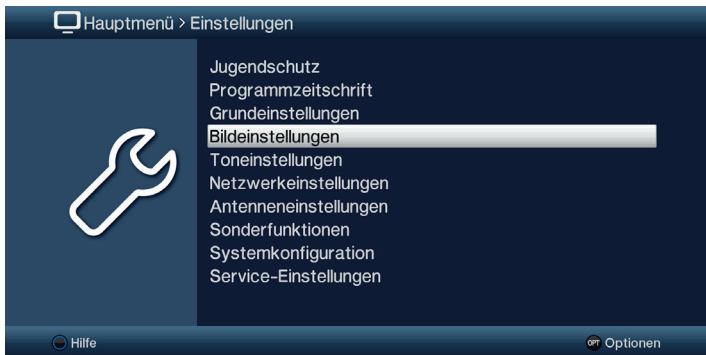 Hauptmenü > Einstellungen
Jugendschutz
Programmzeitschrift
Grundeinstellungen
Bildeinstellungen
Toneinstellungen
Netzwerkeinstellungen
Antenneneinstellungen
Sonderfunktionen
Systemkonfiguration
Service-Einstellungen
Hilfe
OPT Optionen